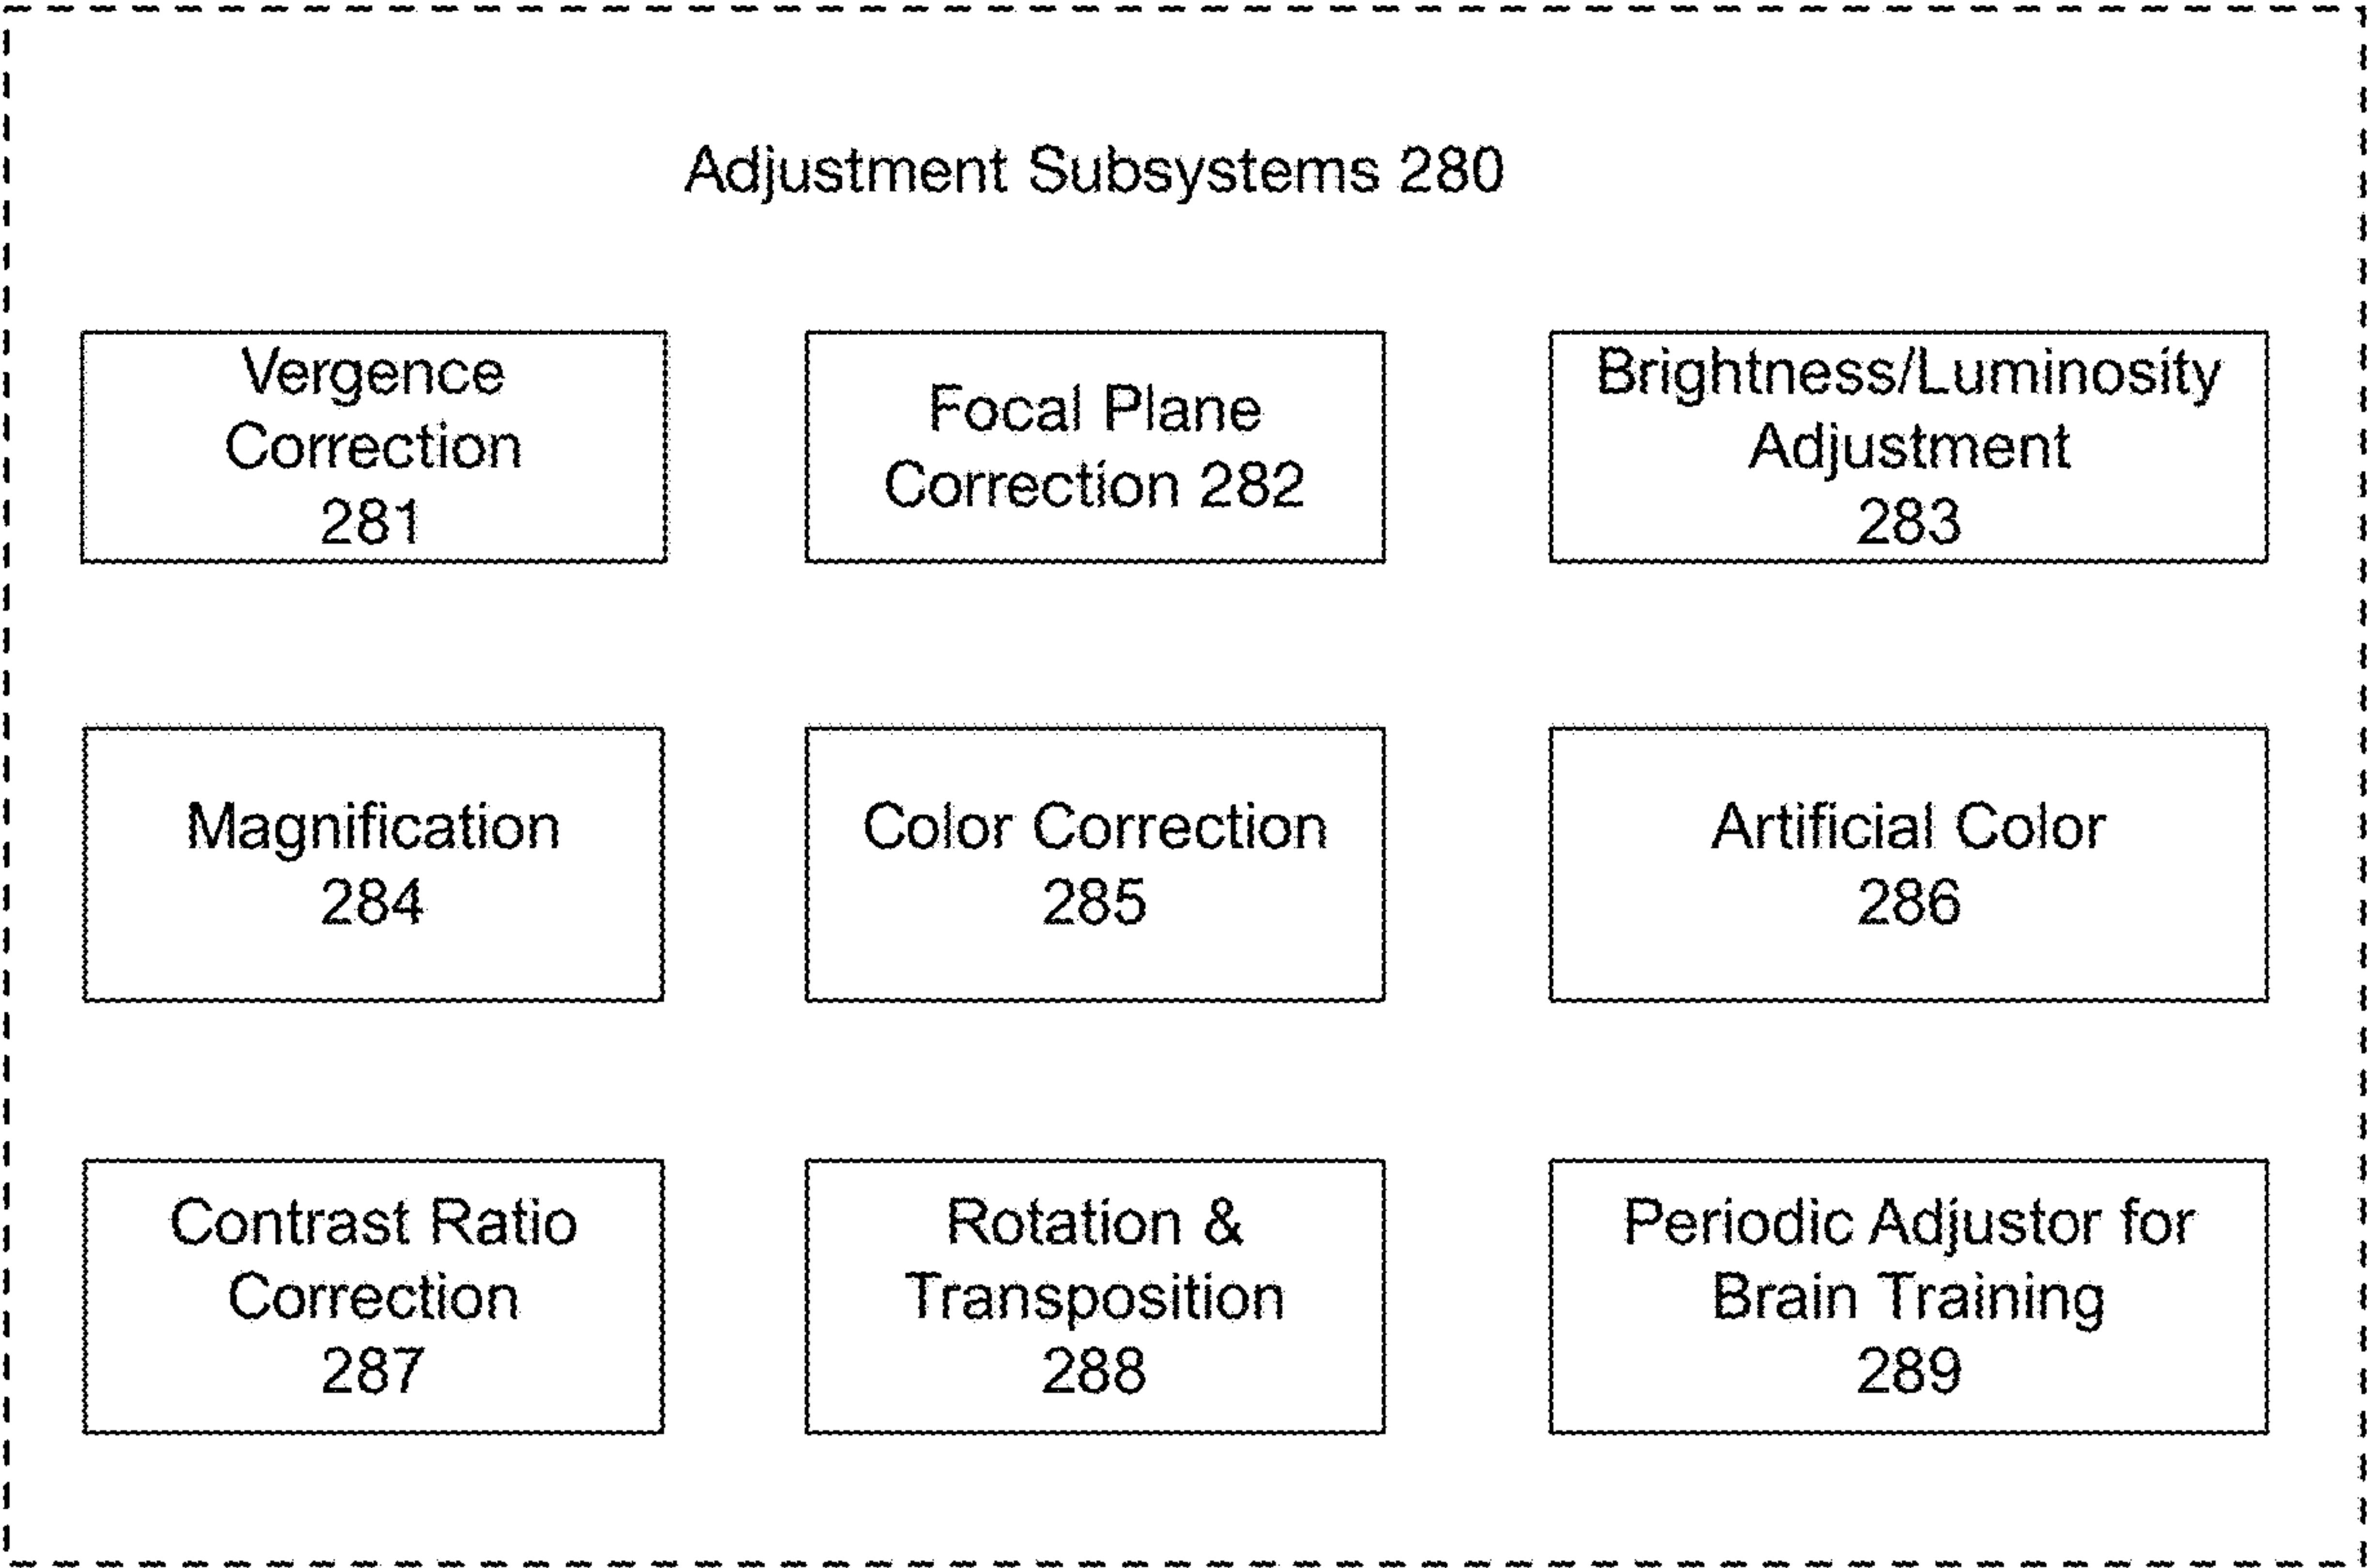 Adjustment Subsystems 280
Vergence
Correction
281
Focal Plane
Correction 282
Brightness/Luminosity
Adjustment
283
Magnification
284
Color Correction
285
Artificial Color
286
Contrast Ratio
Correction
287
Rotation &
Transposition
288
Periodic Adjustor for
Brain Training
289